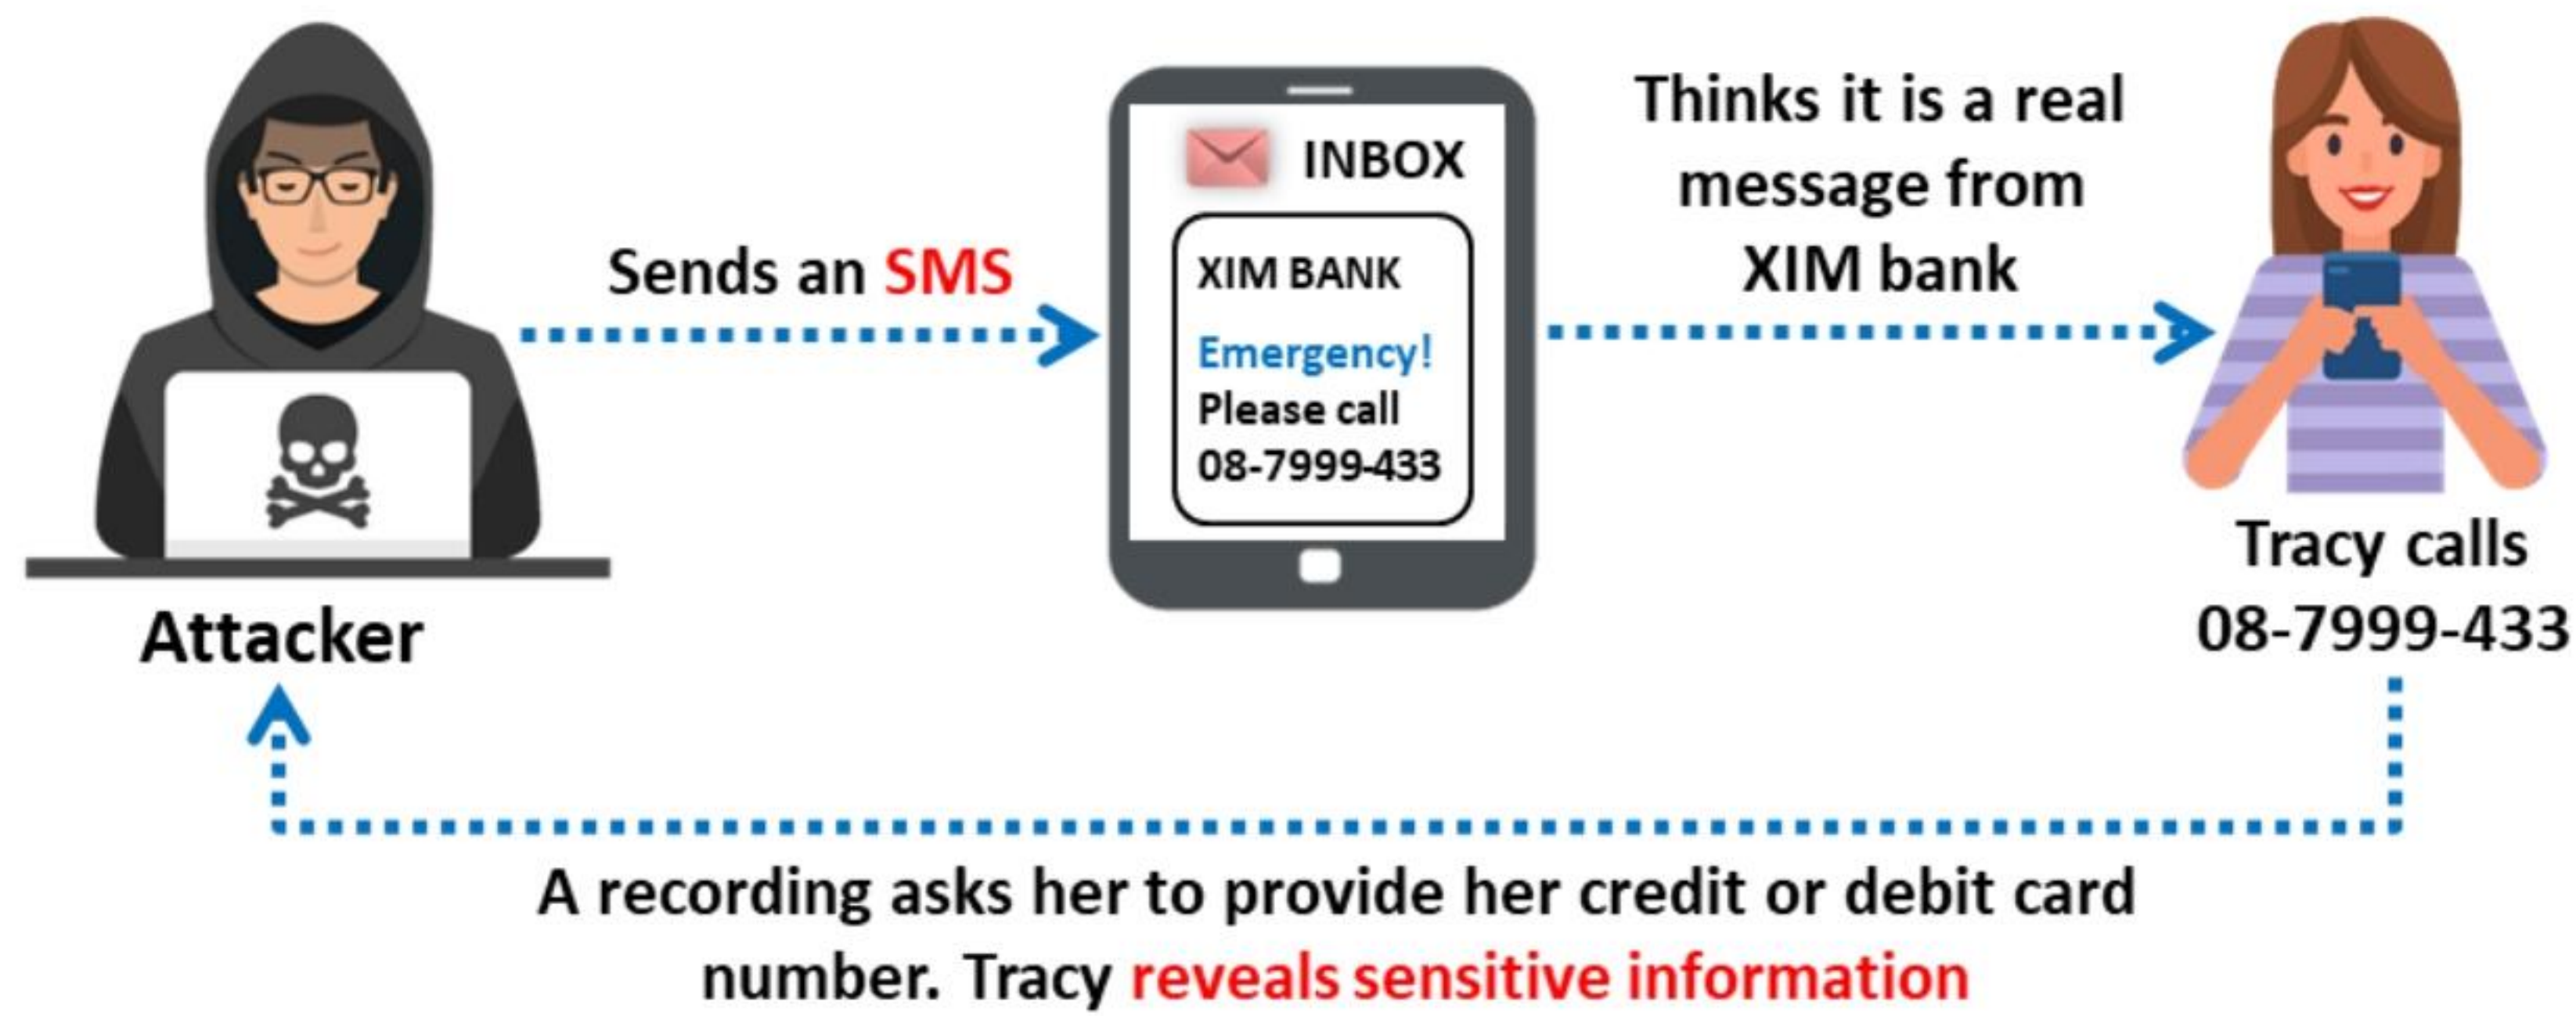 Sends an SMS
INBOX
XIM BANK
Emergency!
Please call
08-7999-433
Thinks it is a real
message from
XIM bank
Tracy calls
08-7999-433
Attacker
A recording asks her to provide her credit or debit card
number. Tracy reveals sensitive information